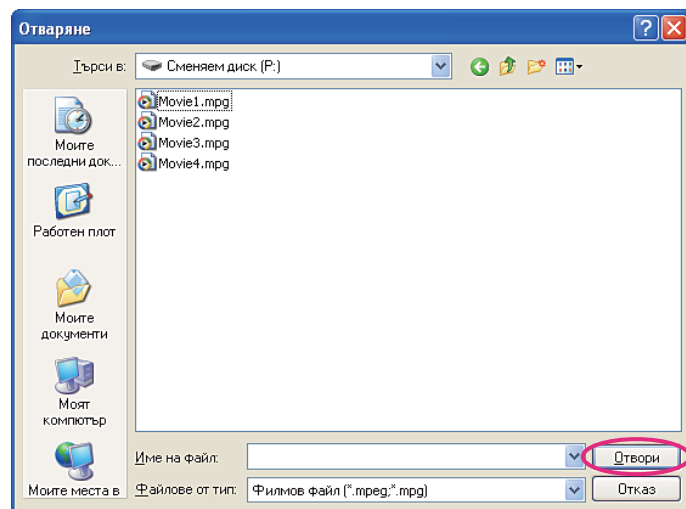 Отваряне
Търси в: Сменяем диск (P:)
Movie1.mpg
Movie2.mpg
Movie3.mpg
Movie4.mpg
Моите
последни док...
Работен плот
Моите
документи
Моят
компютър
Моите места в
Име на файл: Отвори
Файлове от тип: Филмов файл (*.mpeg;*.mpg) Отказ